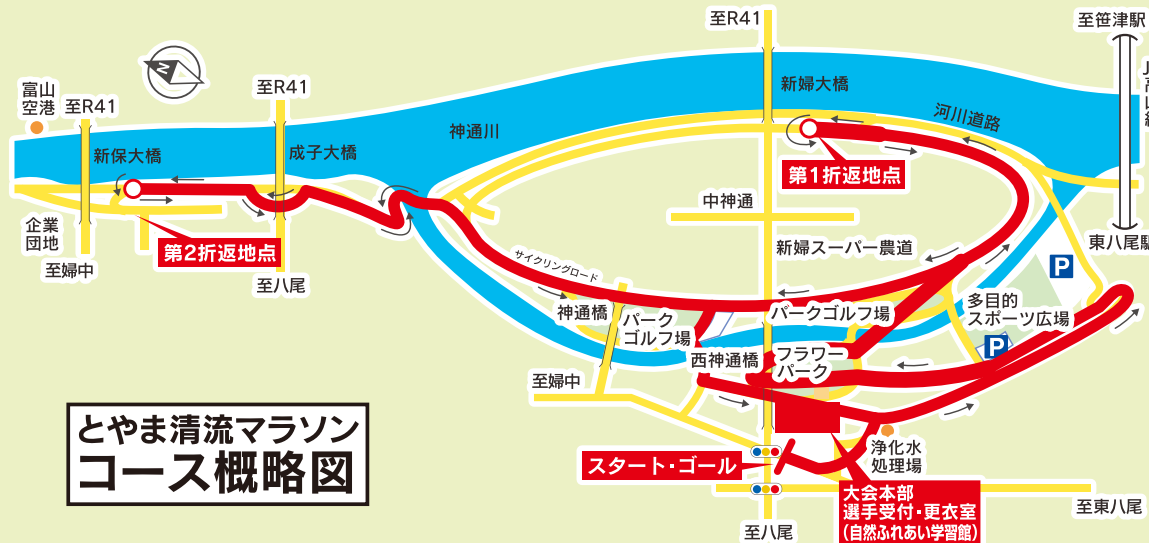 至R41
至笹津駅
至R41
至R41
富山
空港
新婦大橋
神通川
河川道路
新保大橋
成子大橋
第1折返地点
中神通
企業
団地
第2折返地点
至婦中
至八尾
サイクリングロード
新婦スーパー農道
東八尾駅
P
神通橋
パーク
ゴルフ場
パークゴルフ場
多目的
スポーツ広場
P
西神通橋
フラワー
パーク
至婦中
とやま清流マラソン
コース概略図
スタート・ゴール
浄化水
処理場
大会本部
選手受付・更衣室
(自然ふれあい学習館)
至八尾
至東八尾
N